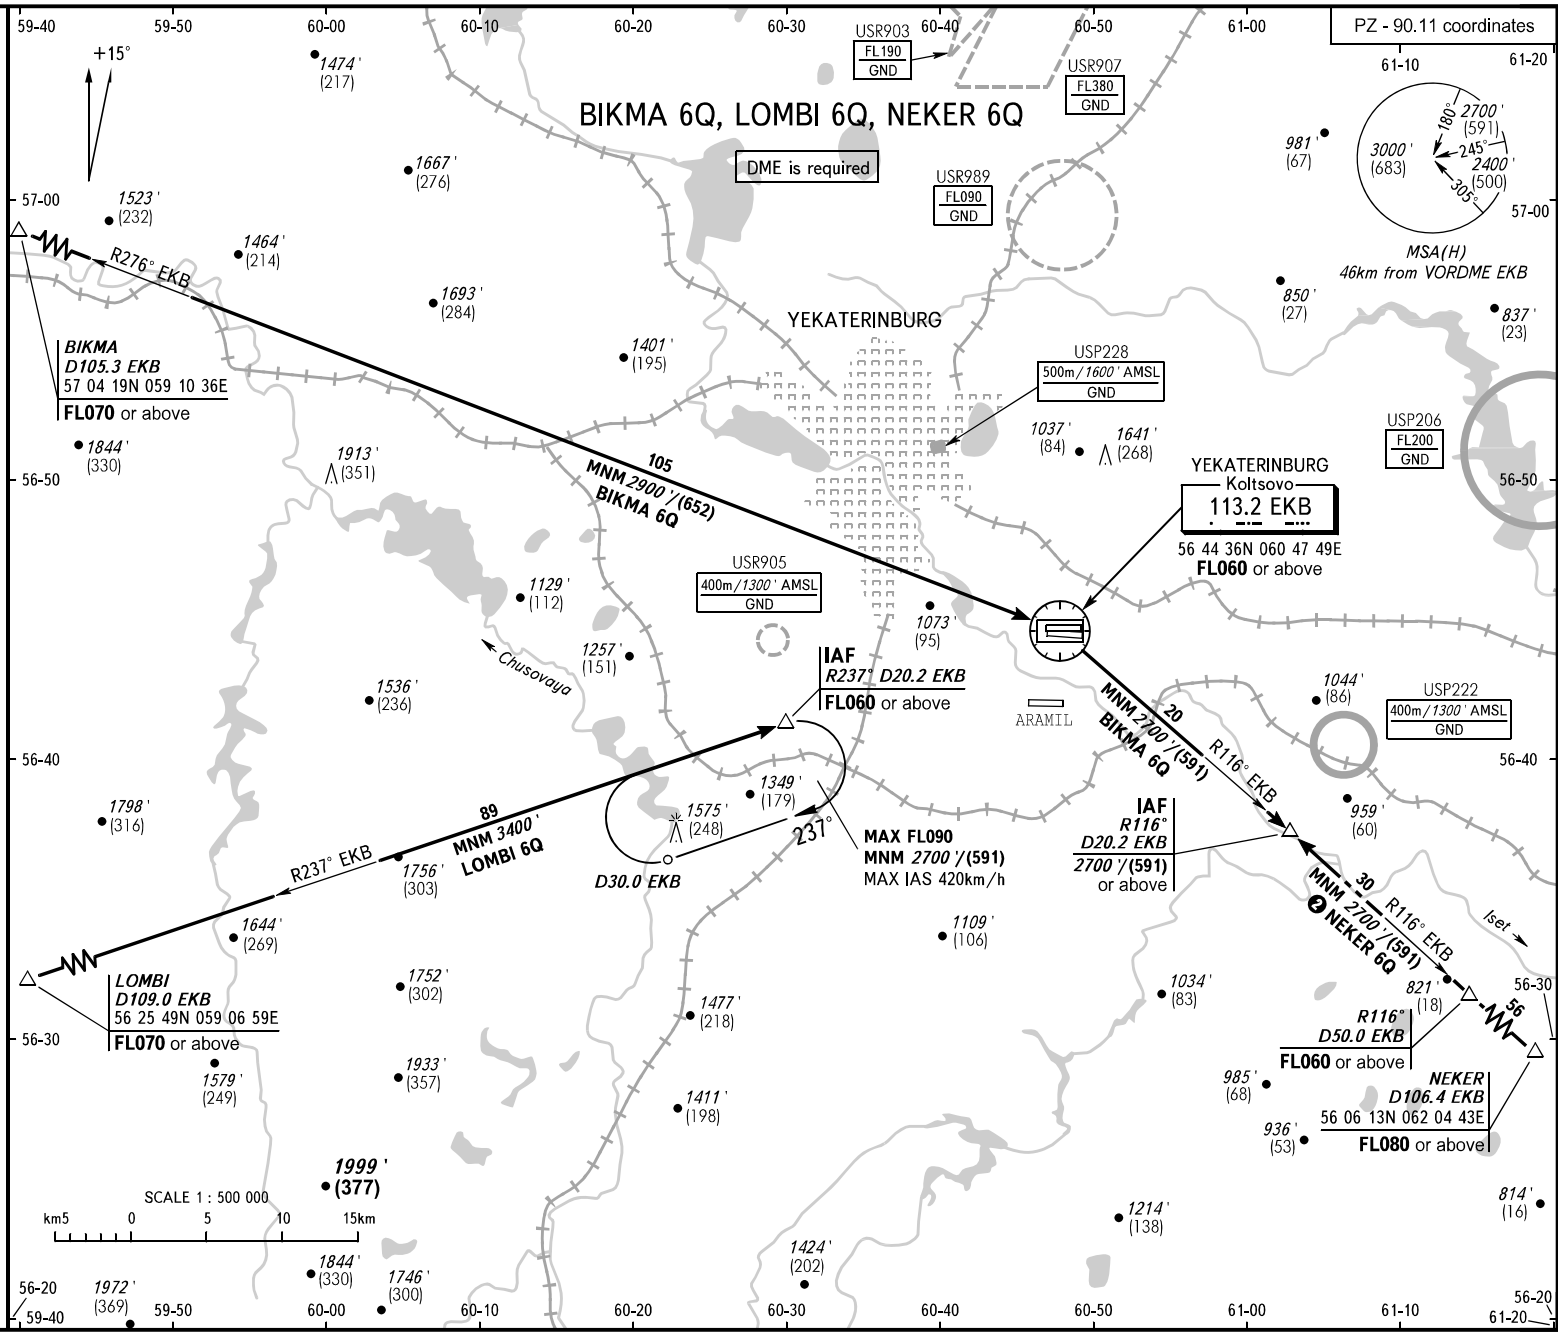 59-40
59-50
60-00
60-10
60-20
60-30
60-40
60-50
61-00
PZ - 90.11 coordinates
61-10
61-20
+15°
1474'
(217)
USR903
FL190
GND
USR907
FL380
GND
BIKMA 6Q, LOMBI 6Q, NEKER 6Q
DME is required
981'
(67)
180°
2700'
(591)
245°
3000'
(683)
2400'
(500)
305°
MSA(H)
46km from VORDME EKB
1667'
(276)
USR989
FL090
GND
57-00
57-00
1523'
(232)
1464'
(214)
R276° EKB
1693'
(284)
850'
(27)
837'
(23)
YEKATERINBURG
BIKMA
D105.3 EKB
57 04 19N 059 10 36E
FL070 or above
1401'
(195)
USP228
500m/1600' AMSL
GND
1844'
(330)
1913'
(351)
1037'
(84)
1641'
(268)
USP206
FL200
GND
56-50
56-50
105
MNM 2900'/(652)
BIKMA 6Q
YEKATERINBURG
Koltsovo
113.2 EKB
56 44 36N 060 47 49E
FL060 or above
USR905
400m/1300' AMSL
GND
1129'
(112)
1073'
(95)
1257'
(151)
Chusovaya
IAF
R237° D20.2 EKB
FL060 or above
1536'
(236)
ARAMIL
1044'
(86)
USP222
400m/1300' AMSL
GND
20
MNM 2700'/(591)
BIKMA 6Q
R116° EKB
56-40
56-40
1349'
(179)
1798'
(316)
89
MNM 3400'
LOMBI 6Q
1575'
(248)
237°
959'
(60)
IAF
R116°
D20.2 EKB
2700'/(591)
or above
MAX FL090
MNM 2700'/(591)
MAX IAS 420km/h
R237° EKB
1756'
(303)
D30.0 EKB
30
MNM 2700'/(591)
2 NEKER 6Q
R116° EKB
Iset
1644'
(269)
1109'
(106)
LOMBI
D109.0 EKB
56 25 49N 059 06 59E
FL070 or above
1752'
(302)
1034'
(83)
821'
(18)
56-30
56-30
1477'
(218)
R116°
D50.0 EKB
FL060 or above
56
1579'
(249)
1933'
(357)
985'
(68)
NEKER
D106.4 EKB
56 06 13N 062 04 43E
FL080 or above
1411'
(198)
936'
(53)
1999'
(377)
SCALE 1 : 500 000
km5
0
5
10
15km
814'
(16)
1214'
(138)
1844'
(330)
1424'
(202)
1746'
(300)
1972'
(369)
56-20
56-20
59-40
59-50
60-00
60-10
60-20
60-30
60-40
60-50
61-00
61-10
61-20